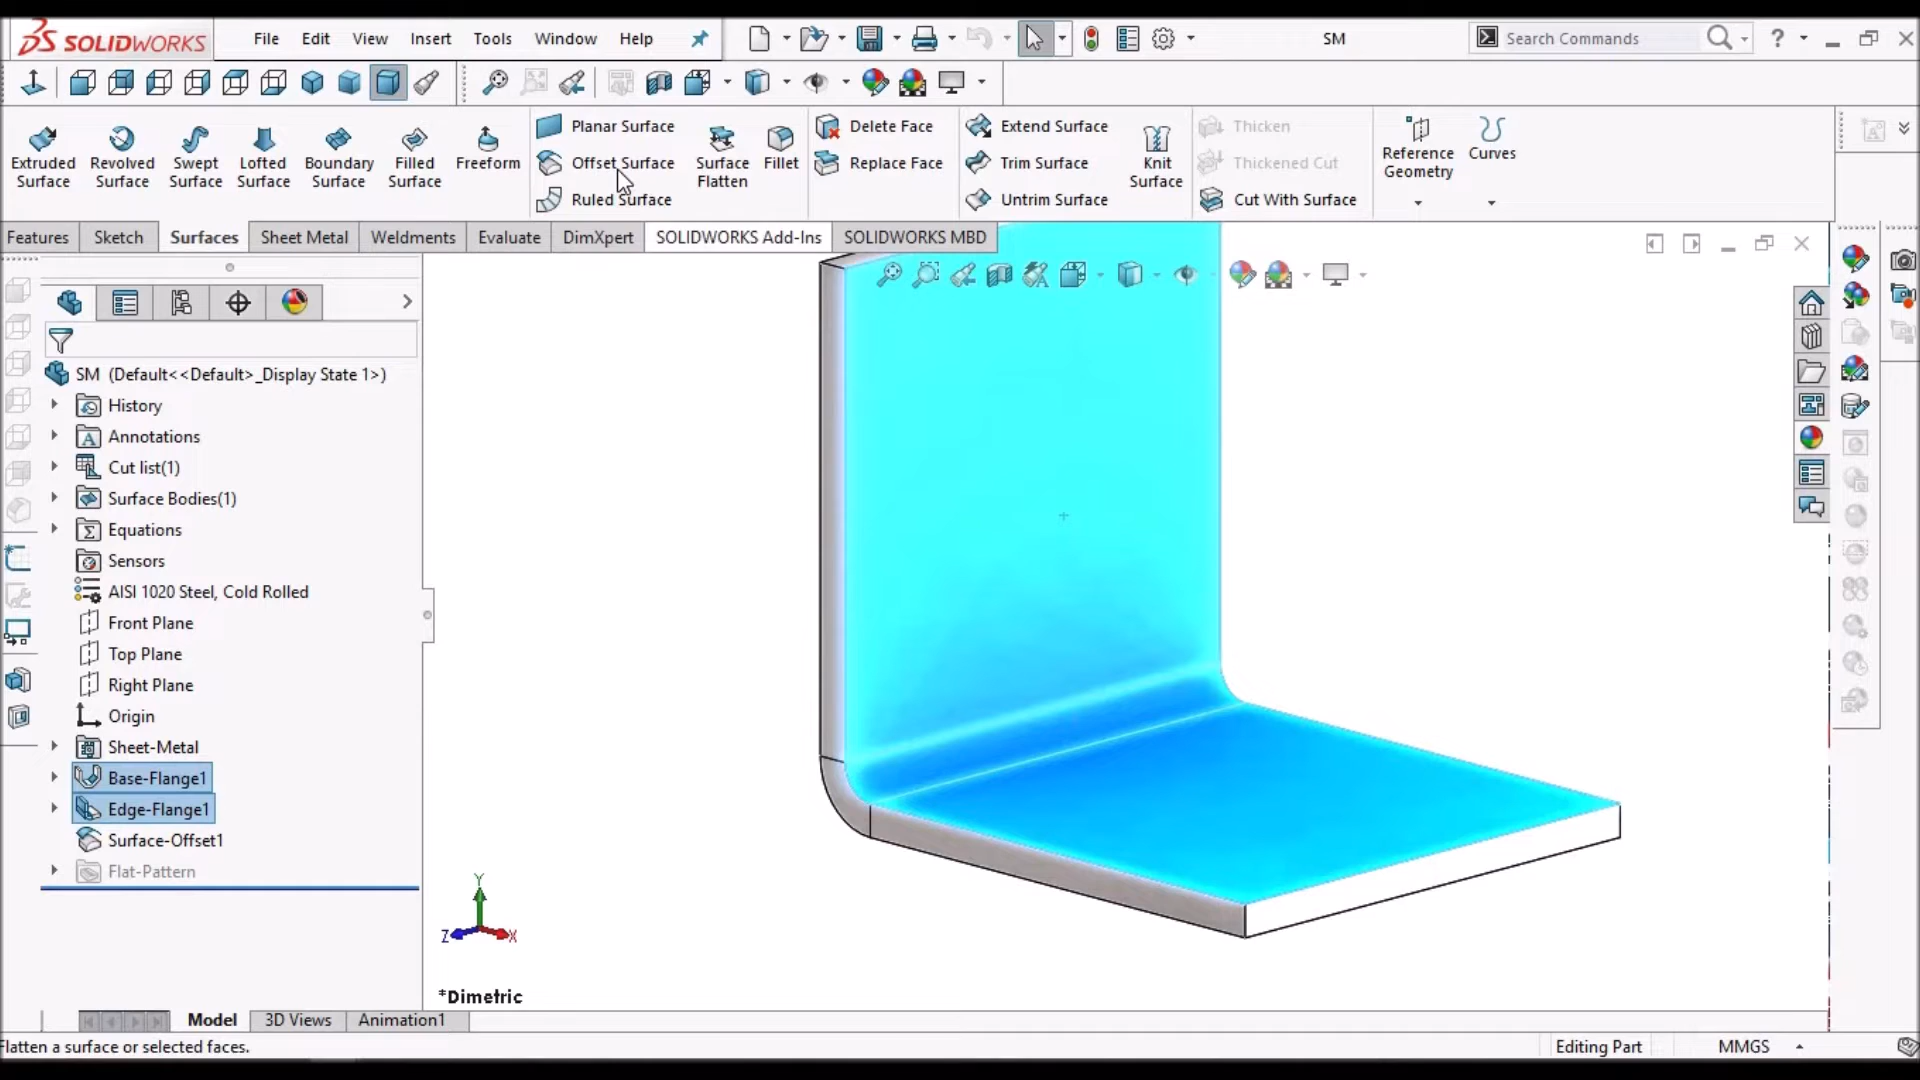 SOLIDWORKS File Edit View Insert Tools Window Help SM Search Commands ?
Extruded Surface
Revolved Surface
Swept Surface
Lofted Surface
Boundary Surface
Filled Surface
Freeform
Planar Surface
Offset Surface
Ruled Surface
Surface Flatten
Fillet
Delete Face
Replace Face
Extend Surface
Trim Surface
Untrim Surface
Knit Surface
Thicken
Thickened Cut
Cut With Surface
Reference Geometry
Curves
Features Sketch Surfaces Sheet Metal Weldments Evaluate DimXpert SOLIDWORKS Add-Ins SOLIDWORKS MBD
SM (Default<<Default>_Display State 1>)
History
Annotations
Cut list(1)
Surface Bodies(1)
Equations
Sensors
AISI 1020 Steel, Cold Rolled
Front Plane
Top Plane
Right Plane
Origin
Sheet-Metal
Base-Flange1
Edge-Flange1
Surface-Offset1
Flat-Pattern
Y
Z X
*Dimetric
Model 3D Views Animation1
Flatten a surface or selected faces. Editing Part MMGS